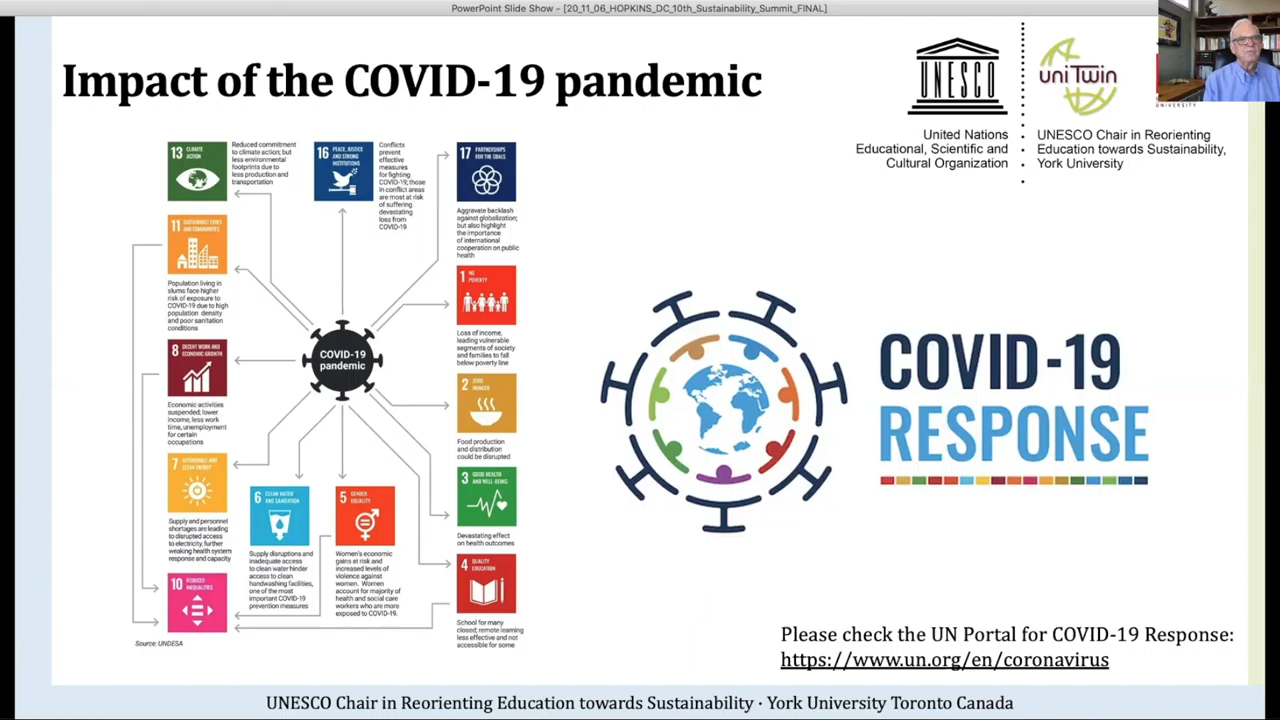 PowerPoint Slide Show - [20_11_06_HOPKINS_DC_10th_Sustainability_Summit_FINAL]
Impact of the COVID-19 pandemic
UNESCO
uniTwin
UNIVERSITY
United Nations
Educational, Scientific and
Cultural Organization
UNESCO Chair in Reorienting
Education towards Sustainability,
York University
13 CLIMATE
ACTION
Reduced commitment
to climate action; but
less environmental
footprints due to
less production and
transportation
16 PEACE, JUSTICE
AND STRONG
INSTITUTIONS
Conflicts
prevent
effective
measures
for fighting
COVID-19; those
in conflict areas
are most at risk
of suffering
devastating
loss from
COVID-19
17 PARTNERSHIPS
FOR THE GOALS
Aggravate backlash
against globalization;
but also highlight
the importance
of international
cooperation on public
health
11 SUSTAINABLE CITIES
AND COMMUNITIES
Population living in
slums face higher
risk of exposure to
COVID-19 due to high
population density
and poor sanitation
conditions
1 NO
POVERTY
Loss of income,
leading vulnerable
segments of society
and families to fall
below poverty line
8 DECENT WORK AND
ECONOMIC GROWTH
Economic activities
suspended; lower
income, less work
time, unemployment
for certain
occupations
COVID-19
pandemic
2 ZERO
HUNGER
Food production
and distribution
could be disrupted
7 AFFORDABLE AND
CLEAN ENERGY
Supply and personnel
shortages are leading
to disrupted access
to electricity, further
weaking health system
response and capacity
6 CLEAN WATER
AND SANITATION
Supply disruptions and
inadequate access
to clean water hinder
access to clean
handwashing facilities,
one of the most
important COVID-19
prevention measures
5 GENDER
EQUALITY
Women's economic
gains at risk and
increased levels of
violence against
women. Women
account for majority of
health and social care
workers who are more
exposed to COVID-19.
3 GOOD HEALTH
AND WELL-BEING
Devastating effect
on health outcomes
4 QUALITY
EDUCATION
School for many
closed; remote learning
less effective and not
accessible for some
10 REDUCED
INEQUALITIES
Source: UNDESA
COVID-19
RESPONSE
Please check the UN Portal for COVID-19 Response:
https://www.un.org/en/coronavirus
UNESCO Chair in Reorienting Education towards Sustainability · York University Toronto Canada